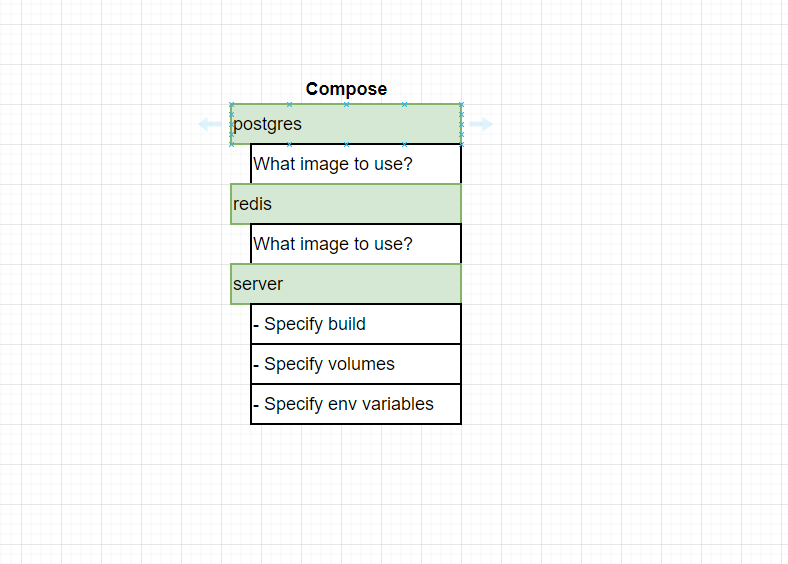 Compose
postgres
What image to use?
redis
What image to use?
server
- Specify build
- Specify volumes
- Specify env variables